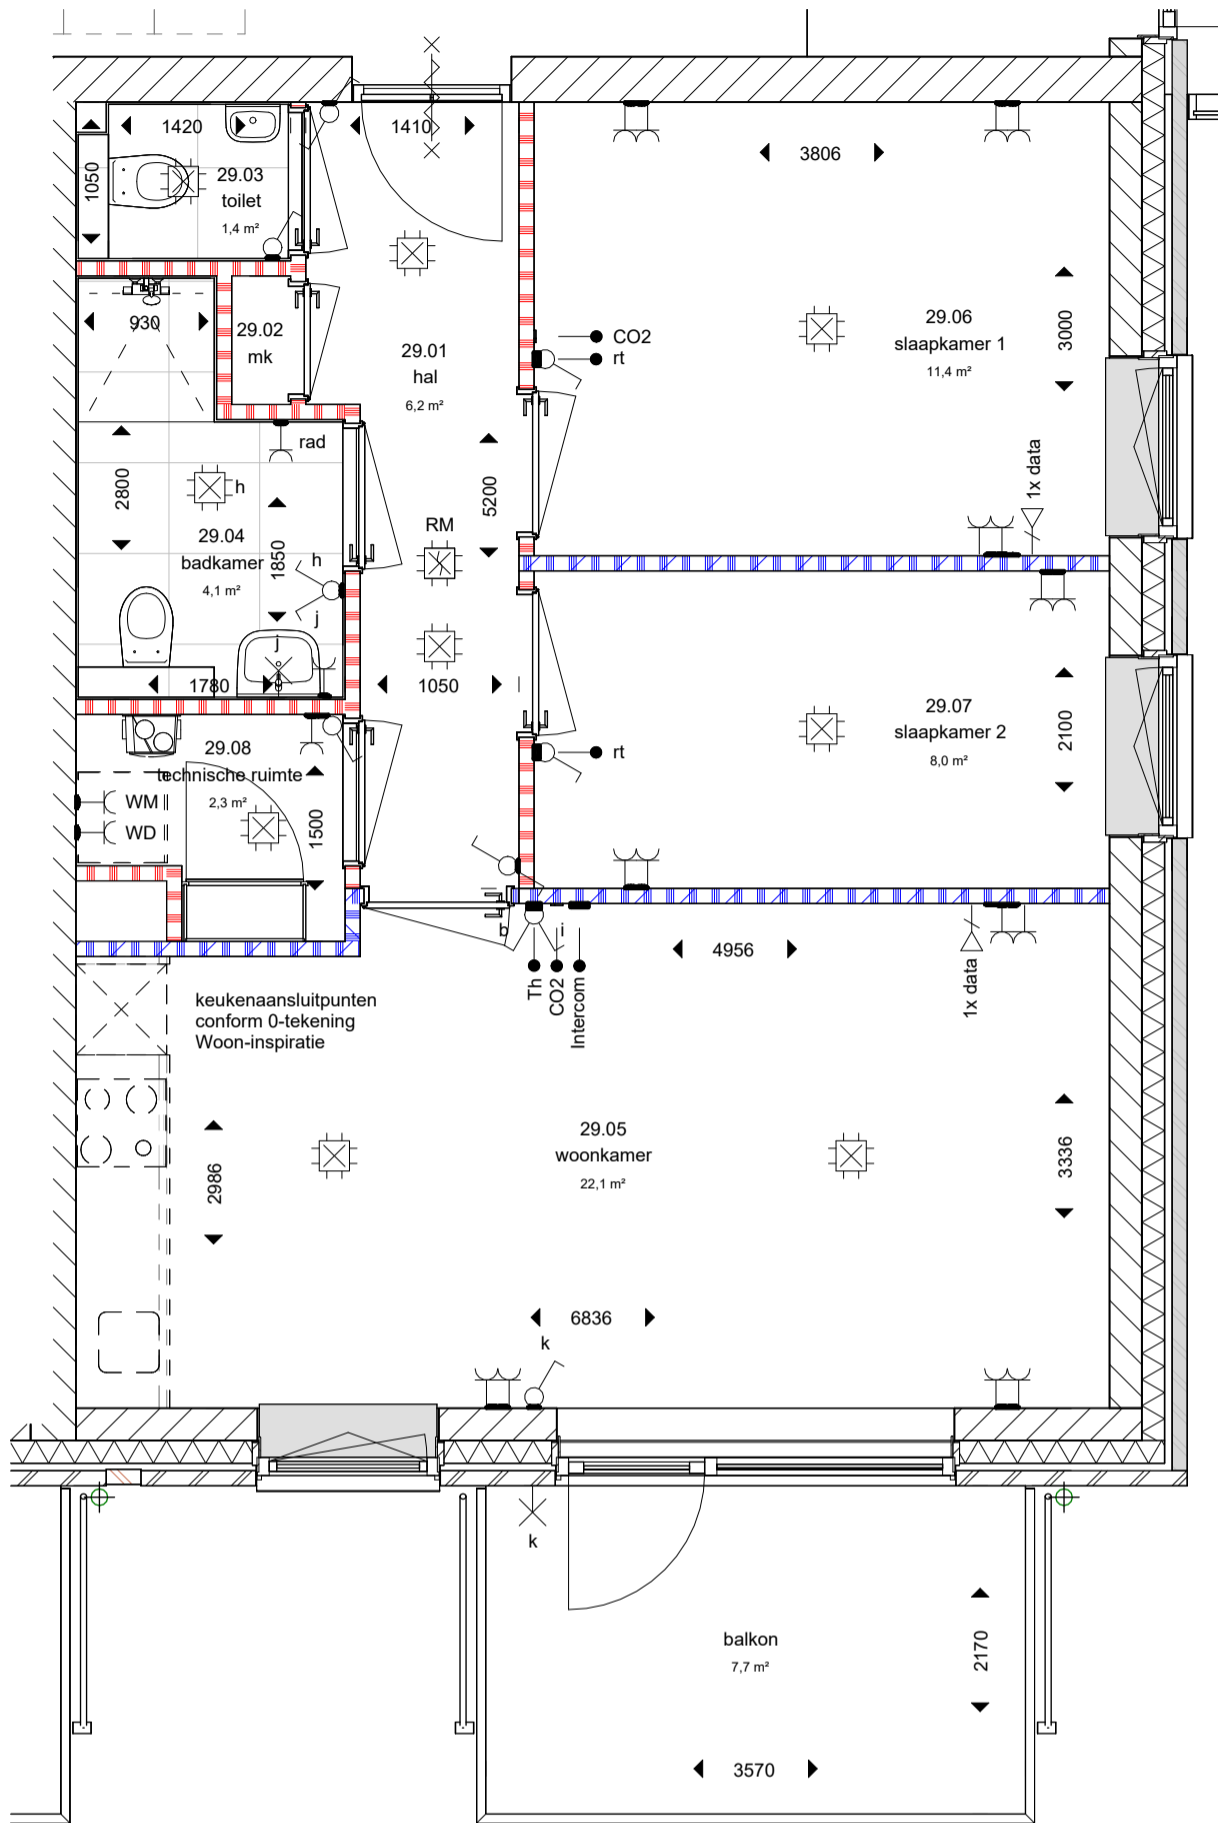 1420
1410
3806
1050
29.03
toilet
1,4 m²
930
29.02
mk
29.01
hal
6,2 m²
CO2
rt
29.06
slaapkamer 1
11,4 m²
3000
rad
2800
h
5200
1x data
RM
29.04
badkamer
4,1 m²
1850
h
j
j
1780
1050
29.07
slaapkamer 2
8,0 m²
2100
rt
29.08
technische ruimte
2,3 m²
WM
WD
1500
b
i
4956
Th
CO2
Intercom
1x data
keukenaansluitpunten
conform 0-tekening
Woon-inspiratie
29.05
woonkamer
22,1 m²
2986
3336
6836
k
k
balkon
7,7 m²
2170
3570